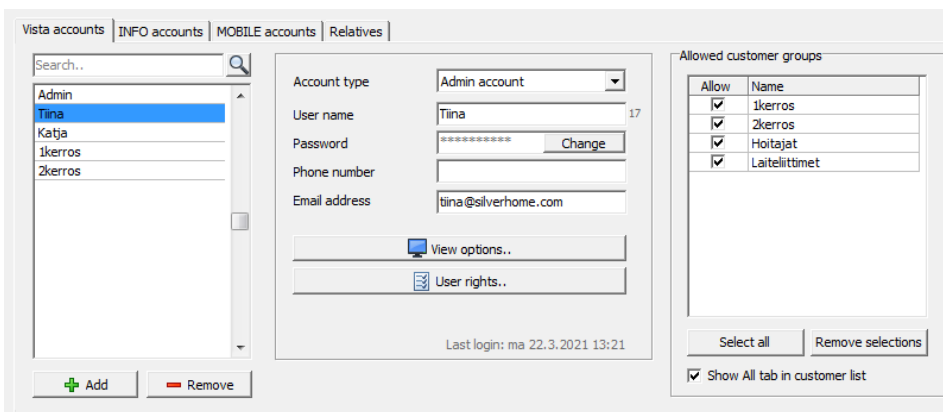 Vista accounts INFO accounts MOBILE accounts Relatives
Search..
Admin
Tiina
Katja
1kerros
2kerros
Add Remove
Account type Admin account
User name Tiina 17
Password ********** Change
Phone number
Email address tiina@silverhome.com
View options..
User rights..
Last login: ma 22.3.2021 13:21
Allowed customer groups
Allow Name
1kerros
2kerros
Hoitajat
Laiteliittimet
Select all Remove selections
Show All tab in customer list